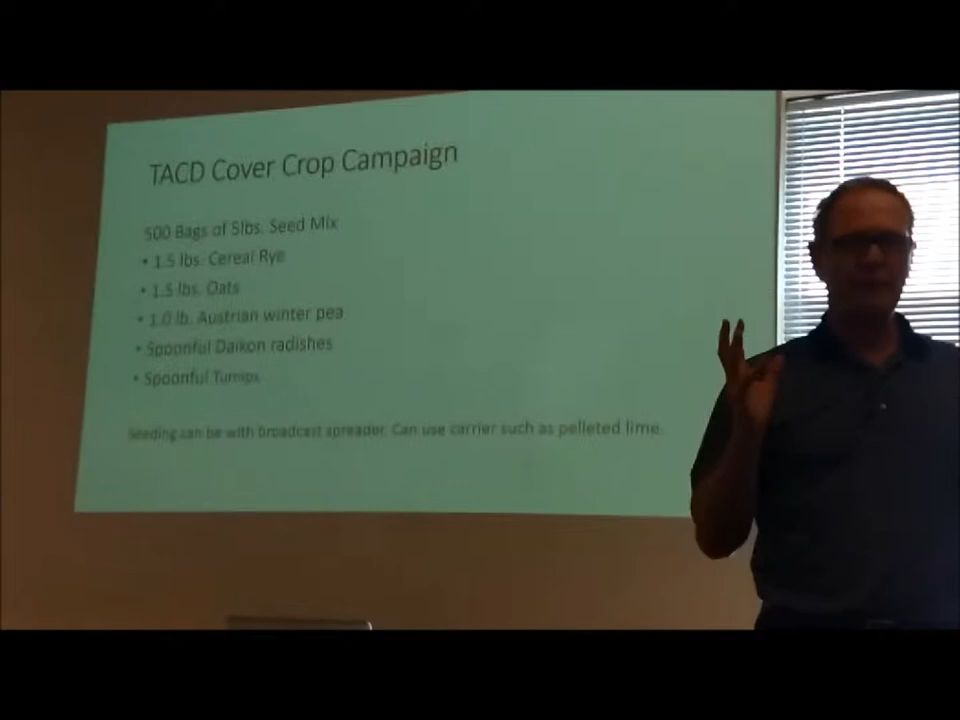 TACD Cover Crop Campaign
500 Bags of 5lbs. Seed Mix
• 1.5 lbs. Cereal Rye
• 1.5 lbs. Oats
• 1.0 lb. Austrian winter pea
• Spoonful Daikon radishes
• Spoonful Turnips
Seeding can be with broadcast spreader. Can use carrier such as pelleted lime.